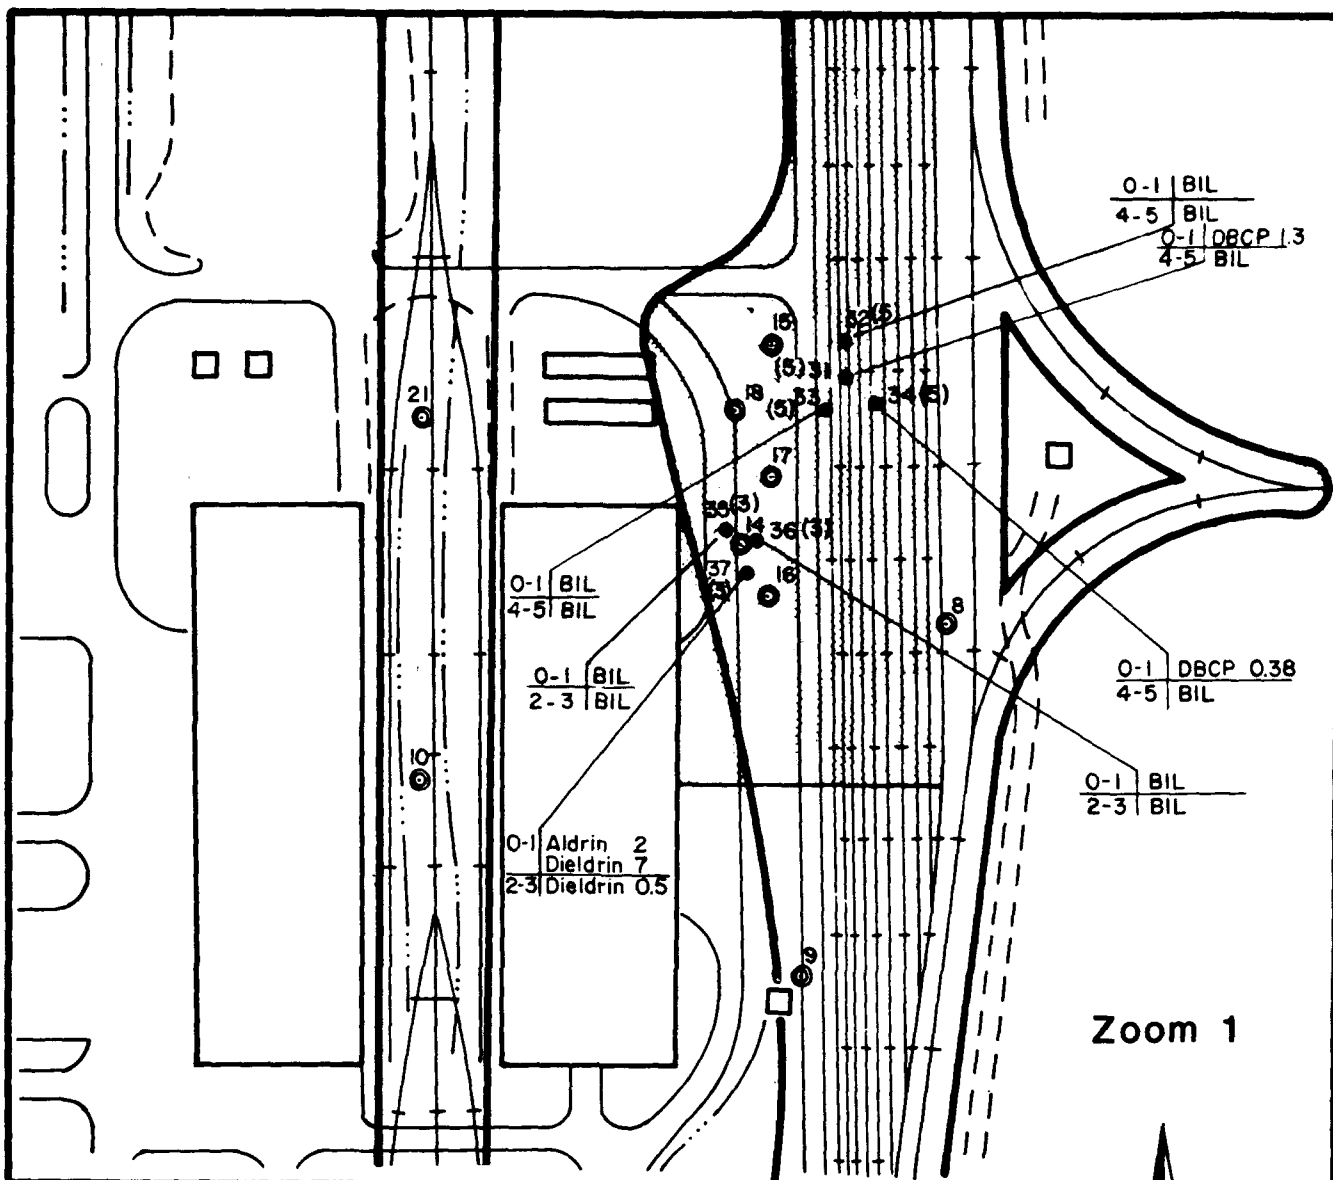 0-1 BIL
4-5 BIL
0-1 DBCP 1.3
4-5 BIL
15
32(5)
(5)31
18
(5)33
34(5)
21
17
35(3)
14
36(3)
37
(3)
16
8
0-1 BIL
4-5 BIL
0-1 BIL
2-3 BIL
0-1 DBCP 0.38
4-5 BIL
10
0-1 BIL
2-3 BIL
0-1 Aldrin 2
Dieldrin 7
2-3 Dieldrin 0.5
9
Zoom 1